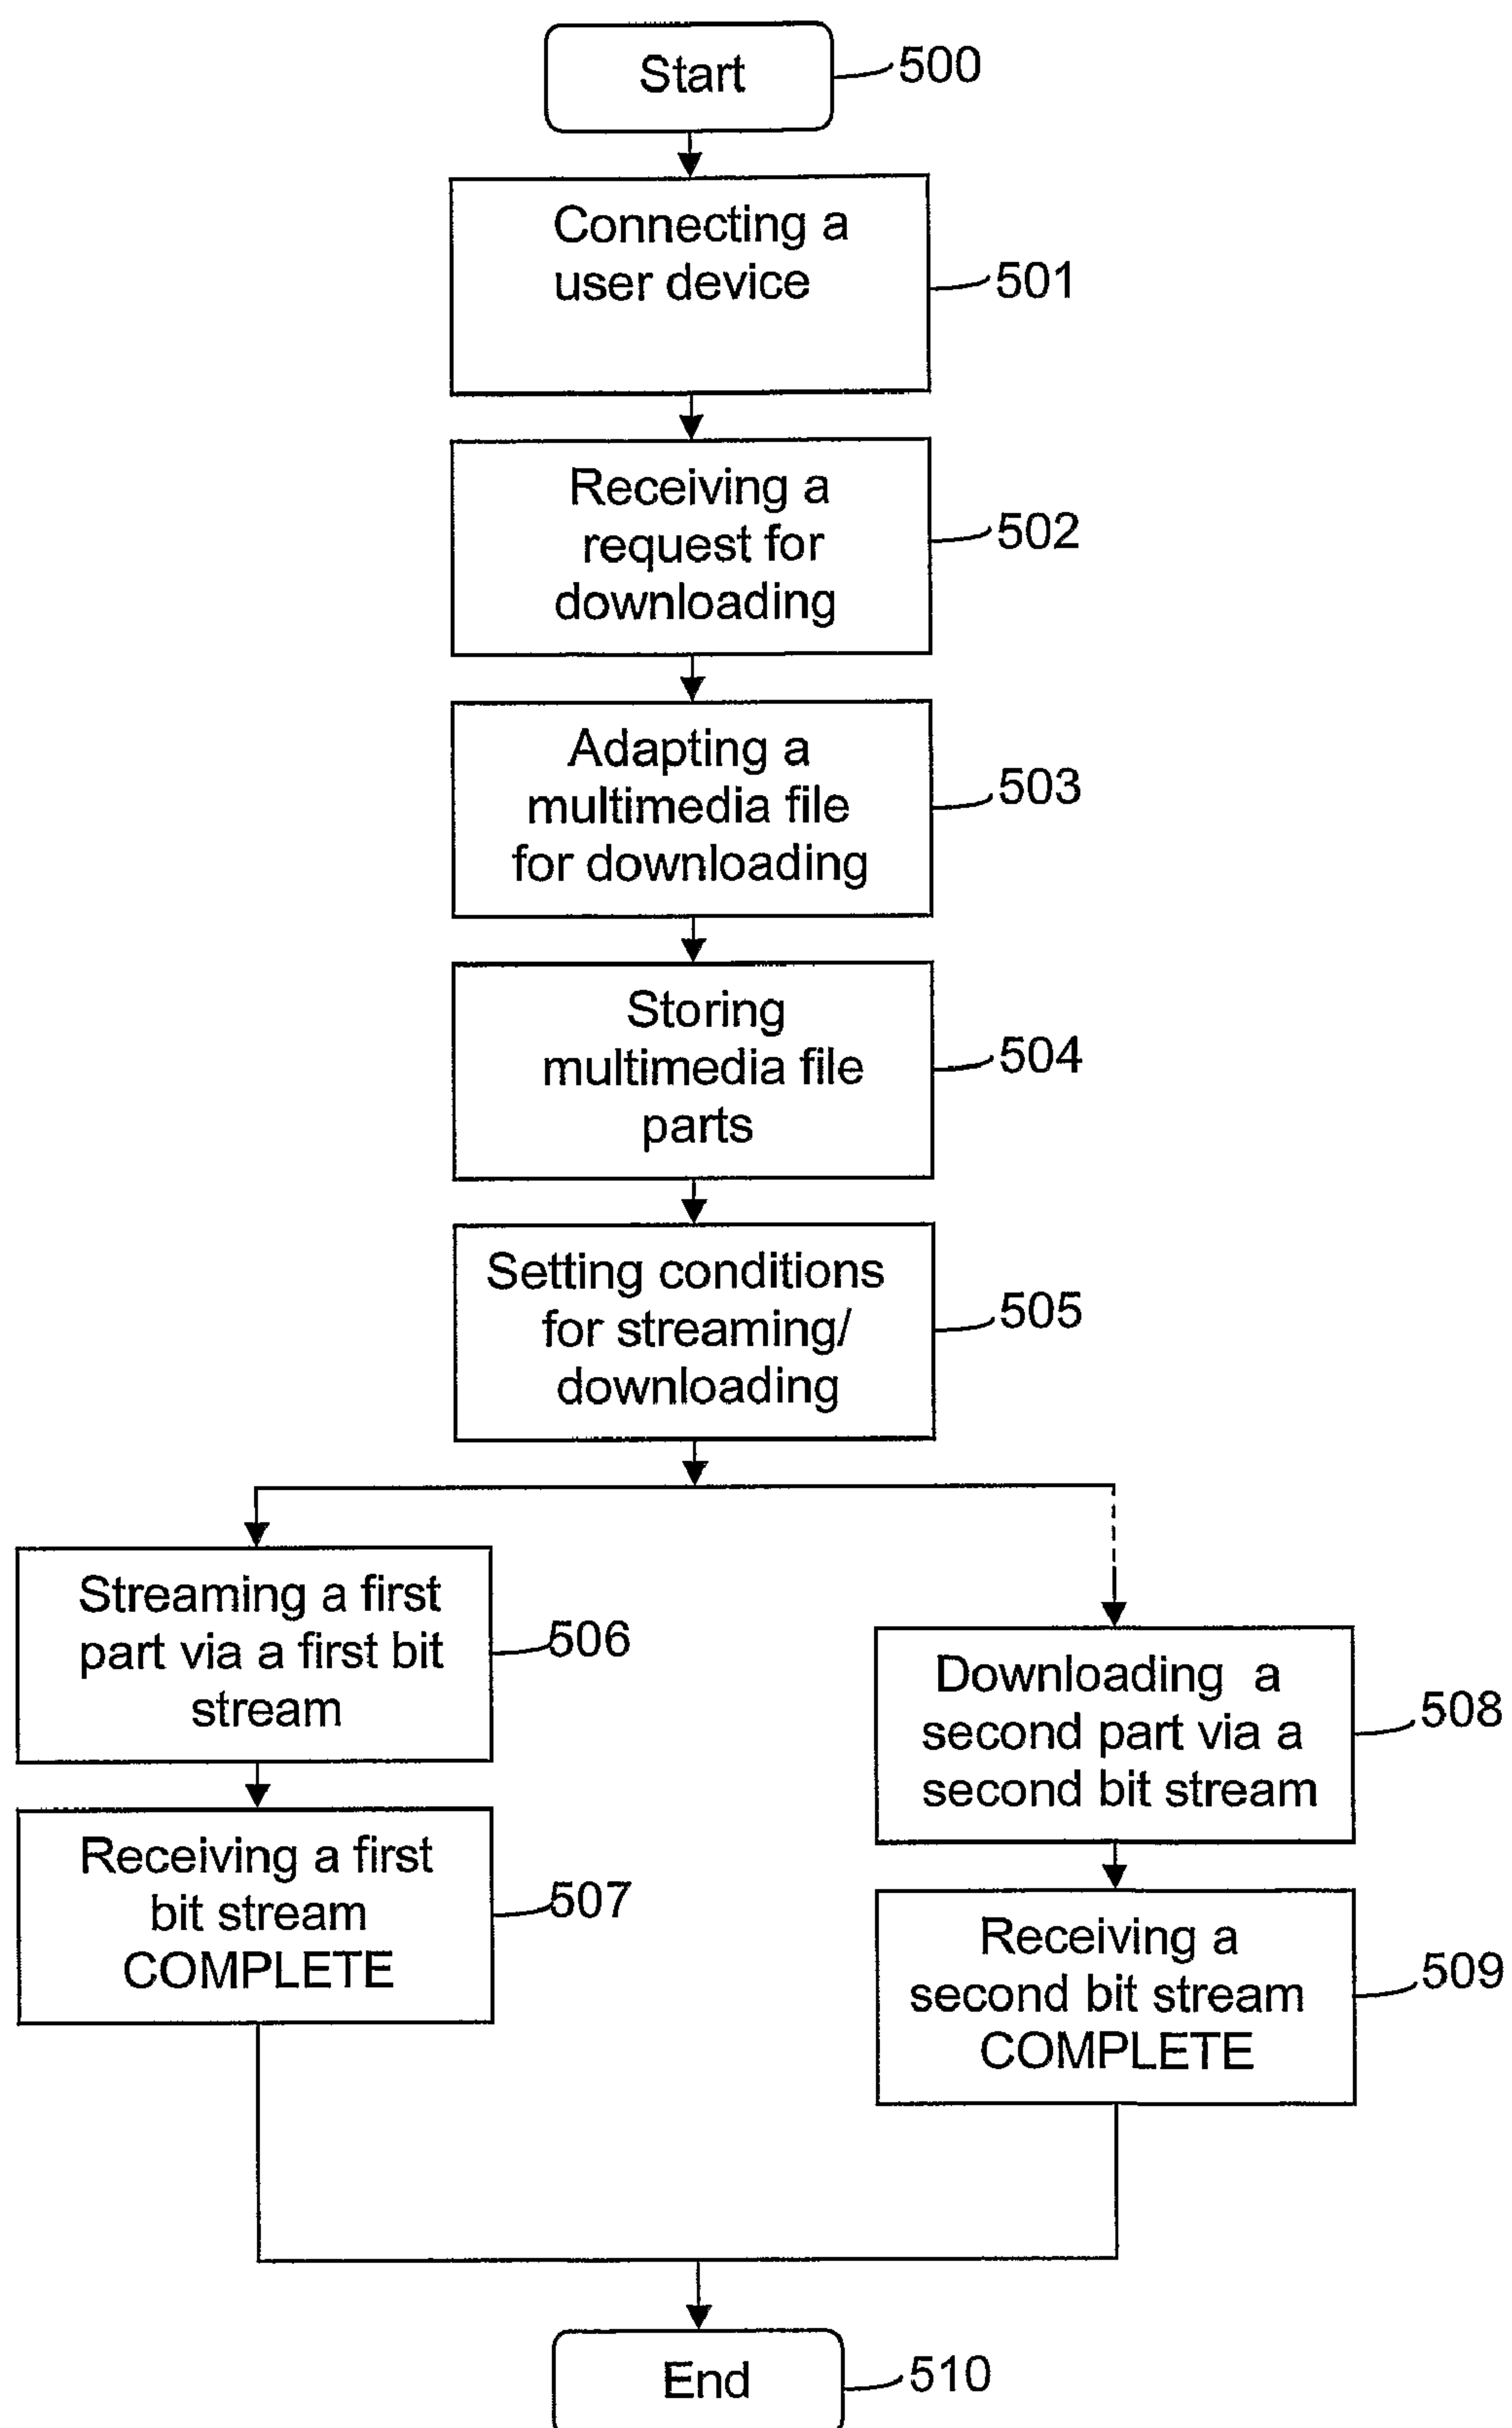 Start
500
Connecting a
user device
501
Receiving a
request for
downloading
502
Adapting a
multimedia file
for downloading
503
Storing
multimedia file
parts
504
Setting conditions
for streaming/
downloading
505
Streaming a first
part via a first bit
stream
506
Receiving a first
bit stream
COMPLETE
507
Downloading a
second part via a
second bit stream
508
Receiving a
second bit stream
COMPLETE
509
End
510